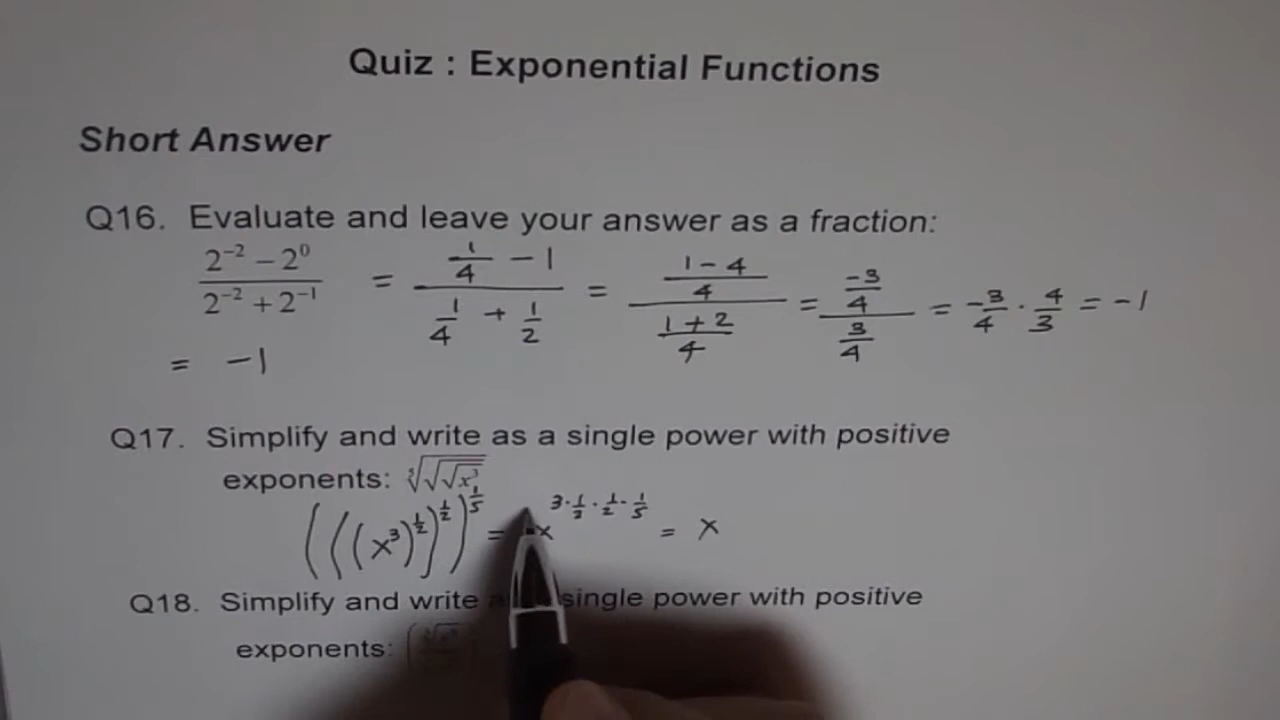 Quiz : Exponential Functions
Short Answer
Q16. Evaluate and leave your answer as a fraction:
(2⁻² − 2⁰)/(2⁻² + 2⁻¹) = (1/4 − 1)/(1/4 + 1/2) = ((1−4)/4)/((1+2)/4) = (−3/4)/(3/4) = −3/4 · 4/3 = −1
= −1
Q17. Simplify and write as a single power with positive
exponents: ⁵√√√x³
(((x³)^½)^½)^(1/5) = x^(3·½·½·1/5) = x
Q18. Simplify and write single power with positive
exponents: